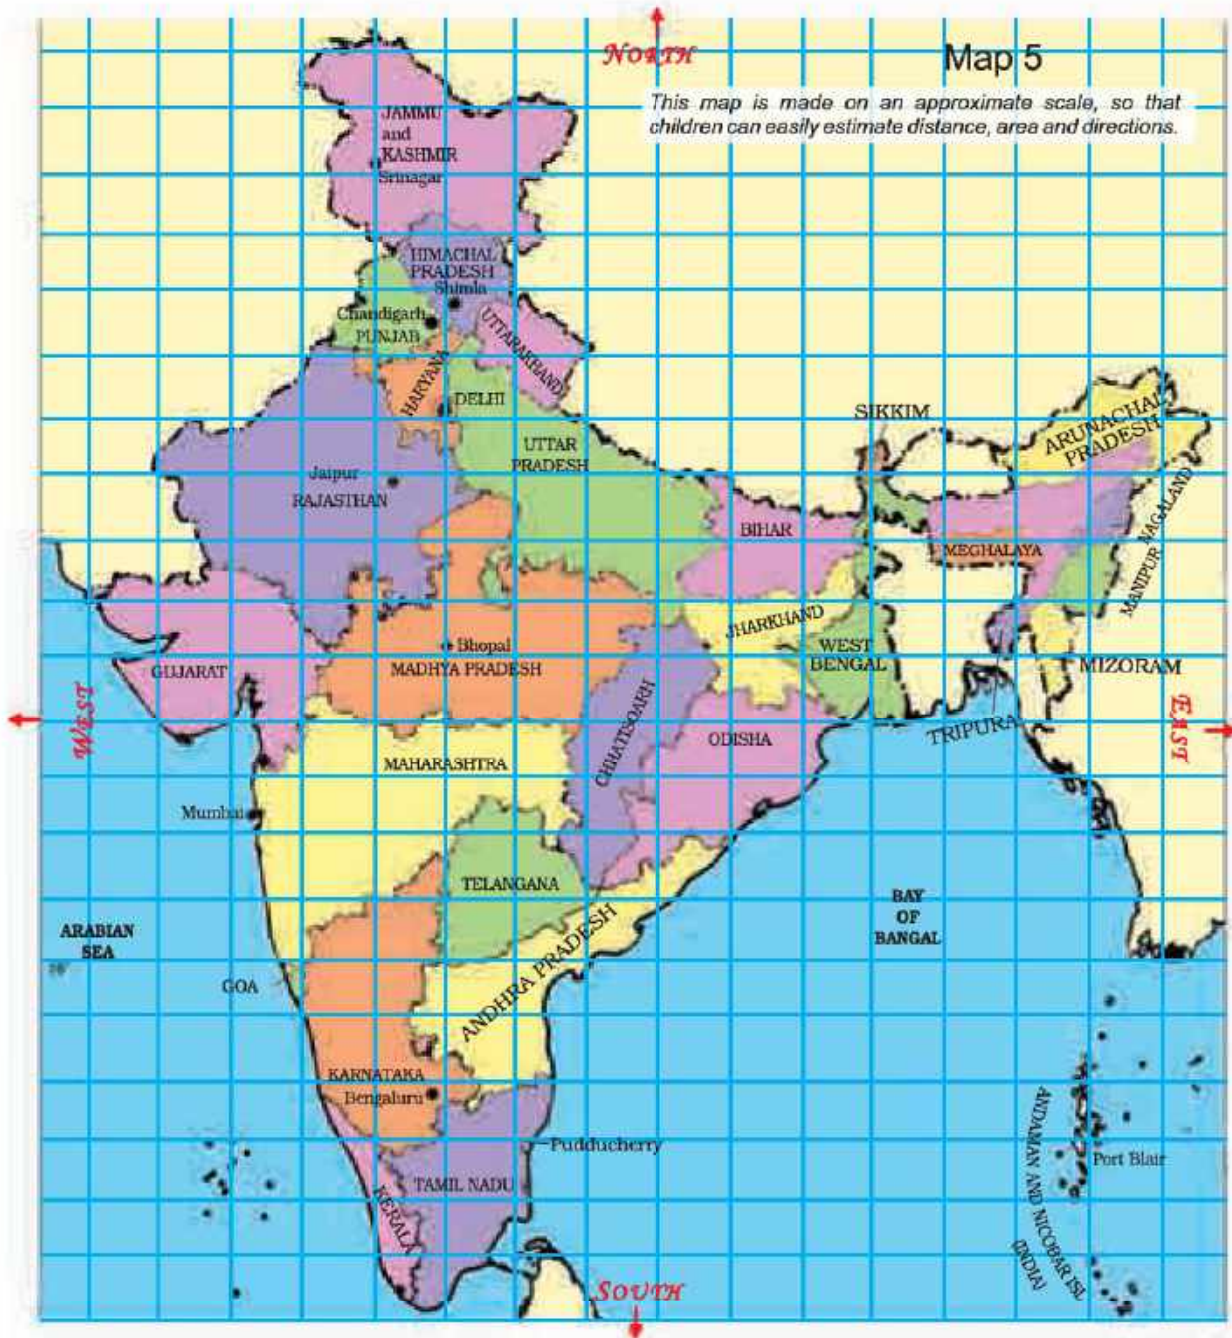 NORTH
Map 5
This map is made on an approximate scale, so that
children can easily estimate distance, area and directions.
JAMMU
and
KASHMIR
Srinagar
HIMACHAL
PRADESH
Shimla
Chandigarh
PUNJAB
UTTARAKHAND
HARYANA
DELHI
SIKKIM
ARUNACHAL
PRADESH
UTTAR
PRADESH
Jaipur
RAJASTHAN
BIHAR
MEGHALAYA
NAGALAND
MANIPUR
JHARKHAND
WEST
BENGAL
Bhopal
MADHYA PRADESH
GUJARAT
MIZORAM
WEST
EAST
TRIPURA
CHHATISGARH
ODISHA
MAHARASHTRA
Mumbai
TELANGANA
BAY
OF
BANGAL
ARABIAN
SEA
ANDHRA PRADESH
GOA
KARNATAKA
Bengaluru
Pudducherry
Port Blair
ANDAMAN AND NICOBAR ISL
(INDIA)
TAMIL NADU
KERALA
SOUTH